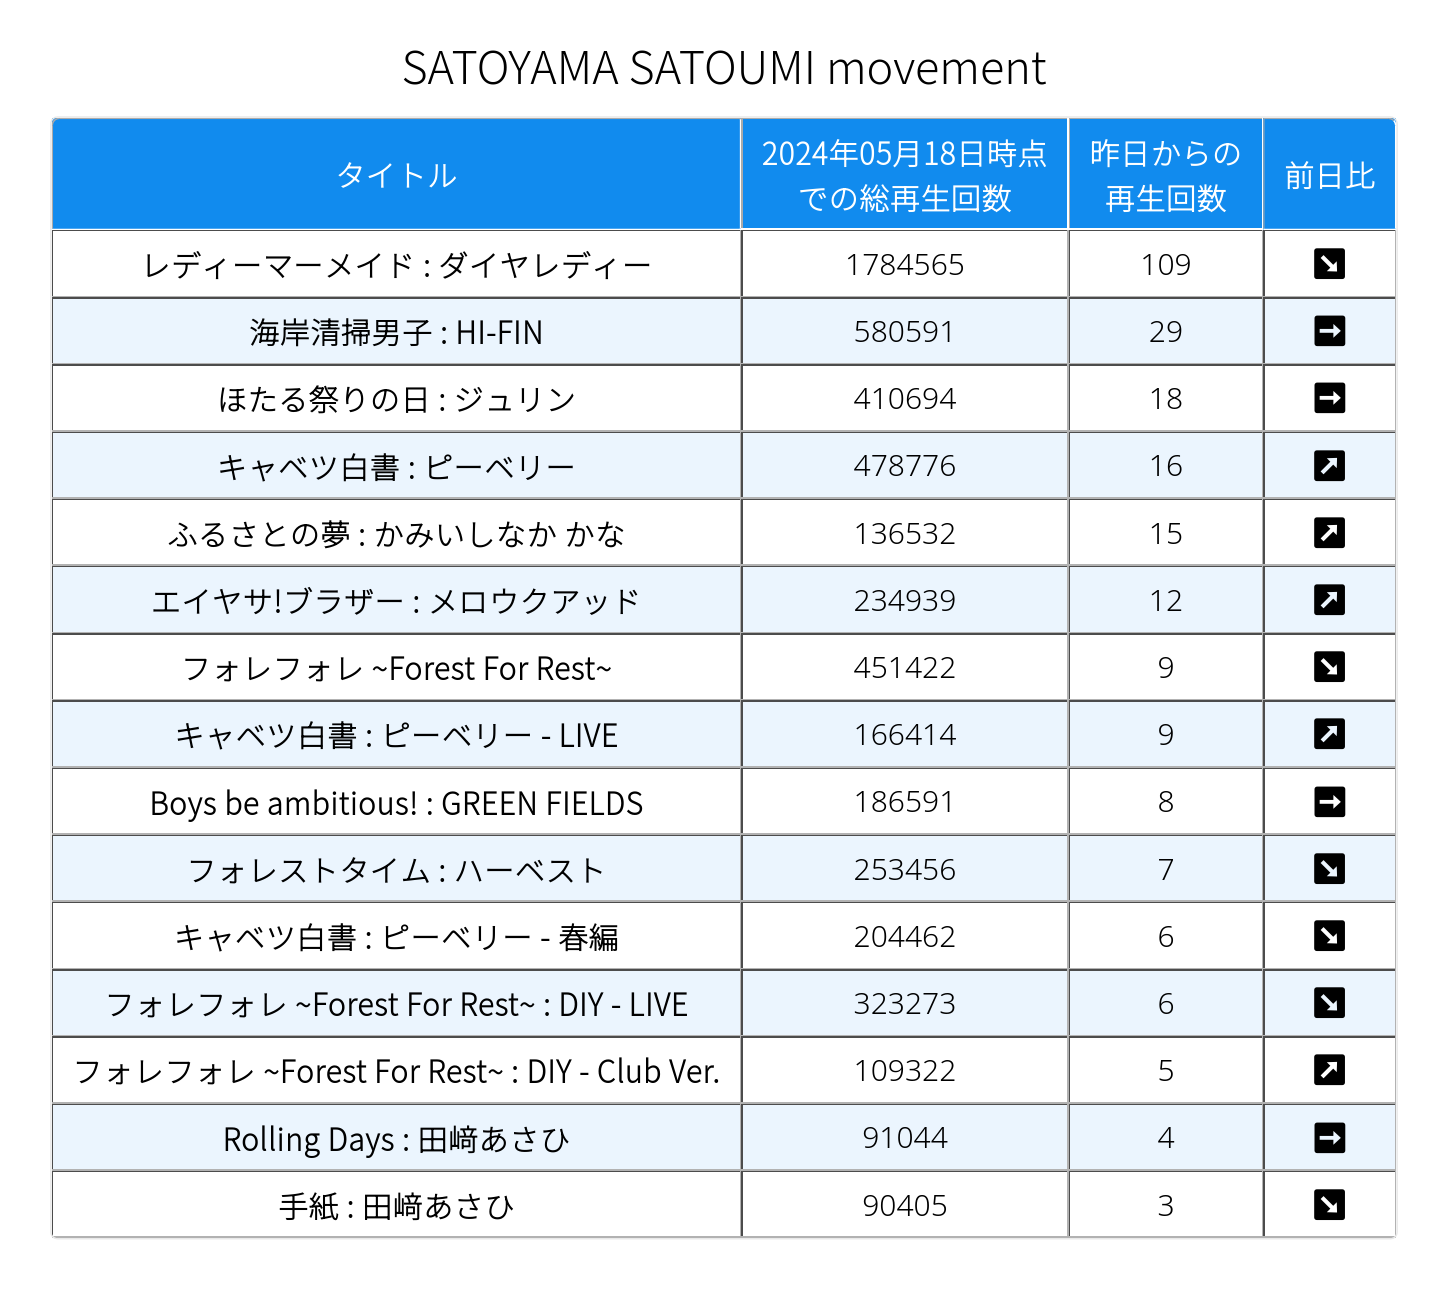 SATOYAMA SATOUMI movement
タイトル 2024年05月18日時点での総再生回数 昨日からの再生回数 前日比
レディーマーメイド : ダイヤレディー 1784565 109 ↘
海岸清掃男子 : HI-FIN 580591 29 →
ほたる祭りの日 : ジュリン 410694 18 →
キャベツ白書 : ピーベリー 478776 16 ↗
ふるさとの夢 : かみいしなか かな 136532 15 ↗
エイヤサ!ブラザー : メロウクアッド 234939 12 ↗
フォレフォレ ~Forest For Rest~ 451422 9 ↘
キャベツ白書 : ピーベリー - LIVE 166414 9 ↗
Boys be ambitious! : GREEN FIELDS 186591 8 →
フォレストタイム : ハーベスト 253456 7 ↘
キャベツ白書 : ピーベリー - 春編 204462 6 ↘
フォレフォレ ~Forest For Rest~ : DIY - LIVE 323273 6 ↘
フォレフォレ ~Forest For Rest~ : DIY - Club Ver. 109322 5 ↗
Rolling Days : 田﨑あさひ 91044 4 →
手紙 : 田﨑あさひ 90405 3 ↘